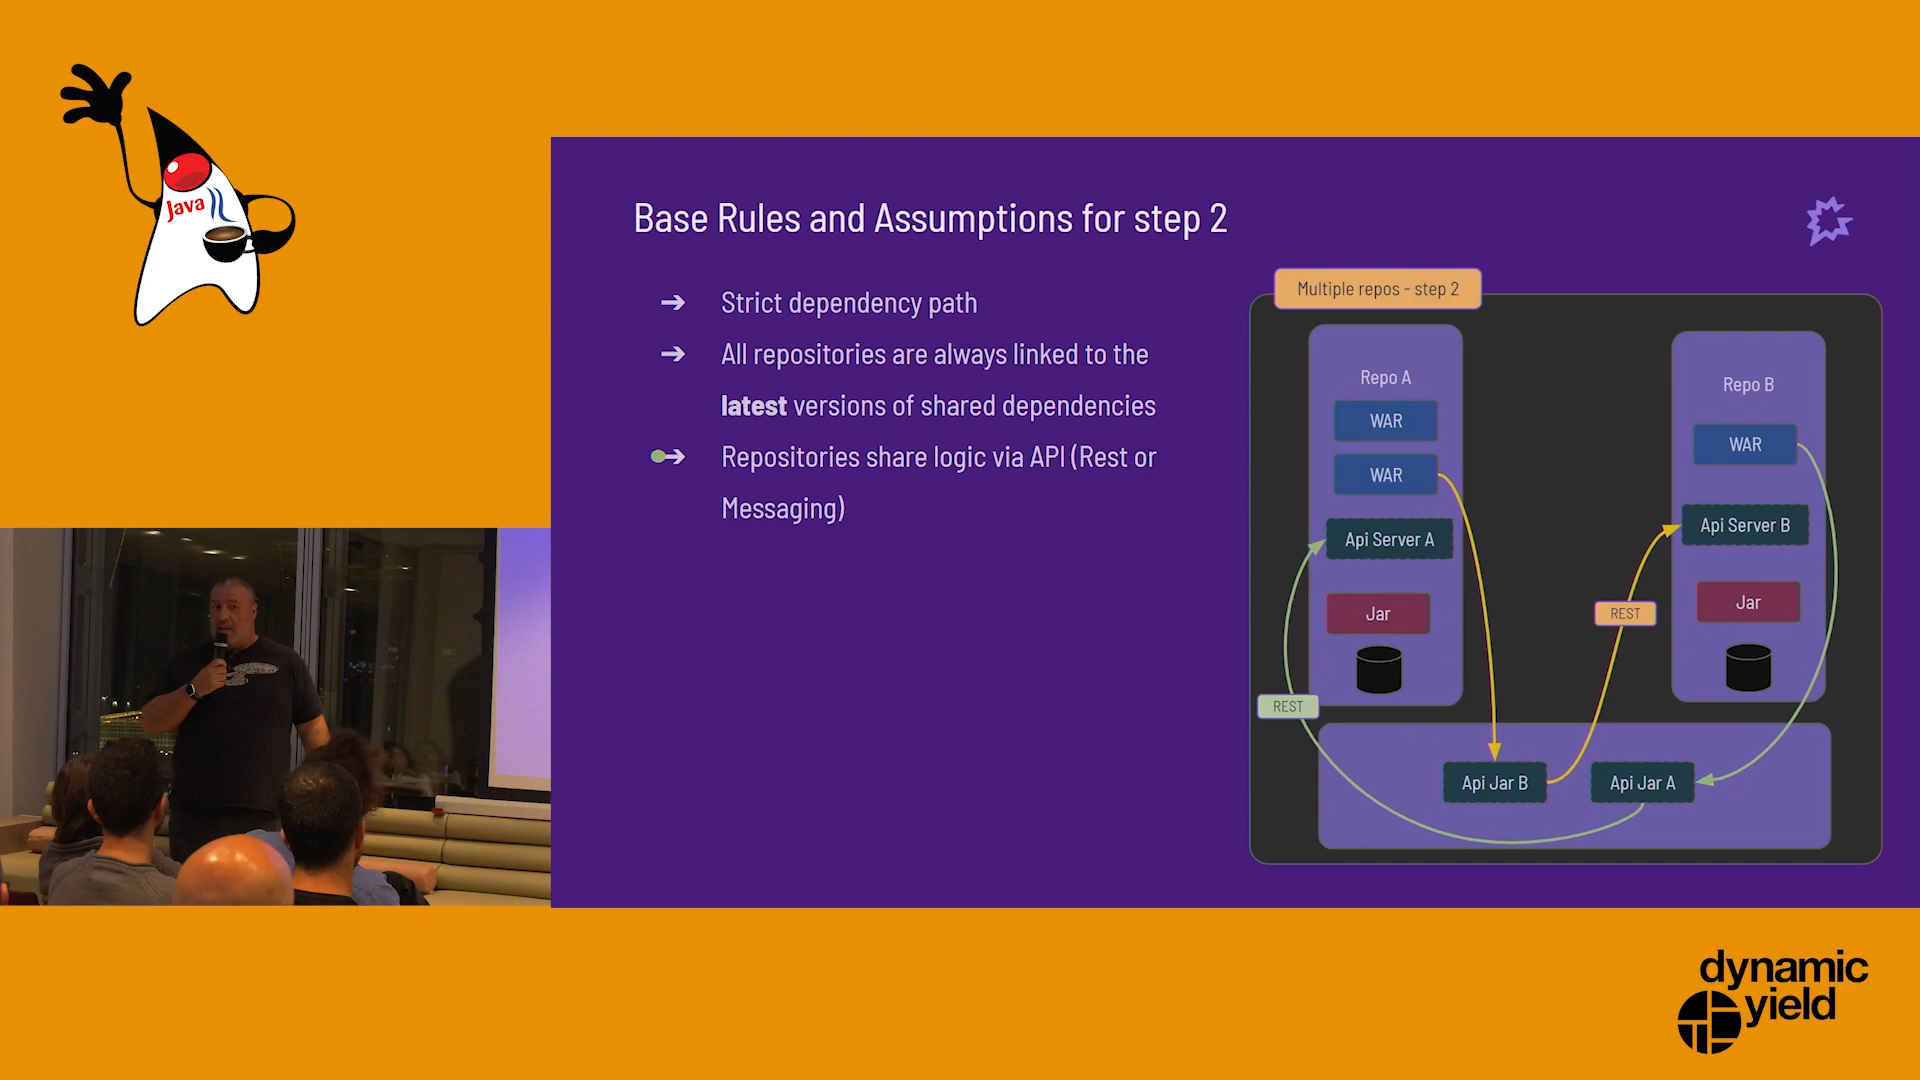 Java
Base Rules and Assumptions for step 2
➔ Strict dependency path
➔ All repositories are always linked to the
latest versions of shared dependencies
➔ Repositories share logic via API (Rest or
Messaging)
Multiple repos - step 2
Repo A
WAR
WAR
Api Server A
Jar
Repo B
WAR
Api Server B
Jar
REST
REST
Api Jar B
Api Jar A
dynamic
yield